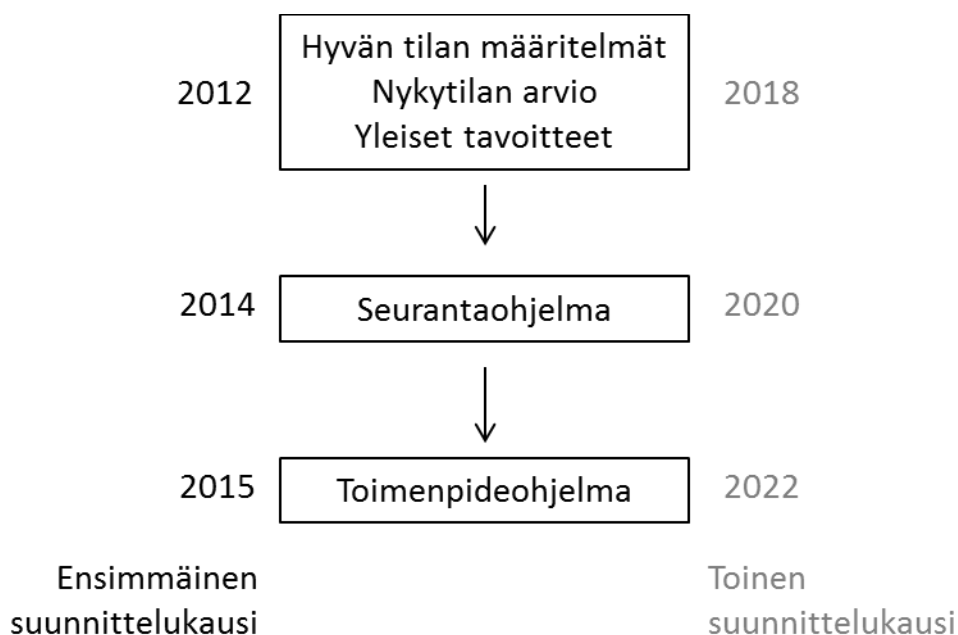 Hyvän tilan määritelmät
2012 Nykytilan arvio 2018
Yleiset tavoitteet
2014 Seurantaohjelma 2020
2015 Toimenpideohjelma 2022
Ensimmäinen Toinen
suunnittelukausi suunnittelukausi